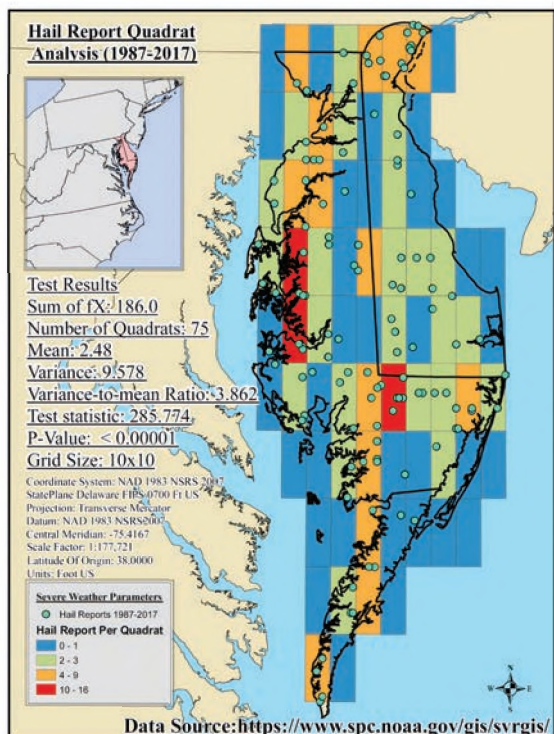 Hail Report Quadrat
Analysis (1987-2017)
Test Results
Sum of fX: 186.0
Number of Quadrats: 75
Mean: 2.48
Variance: 9.578
Variance-to-mean Ratio: 3.862
Test statistic: 285.774
P-Value: < 0.00001
Grid Size: 10x10
Coordinate System: NAD 1983 NSRS 2007
StatePlane Delaware FIPS 0700 Ft US
Projection: Transverse Mercator
Datum: NAD 1983 NSRS2007
Central Meridian: -75.4167
Scale Factor: 1:177,721
Latitude Of Origin: 38.0000
Units: Foot US
Severe Weather Parameters
Hail Reports 1987-2017
Hail Report Per Quadrat
0 - 1
2 - 3
4 - 9
10 - 16
N
W E
S
Data Source:https://www.spc.noaa.gov/gis/svrgis/